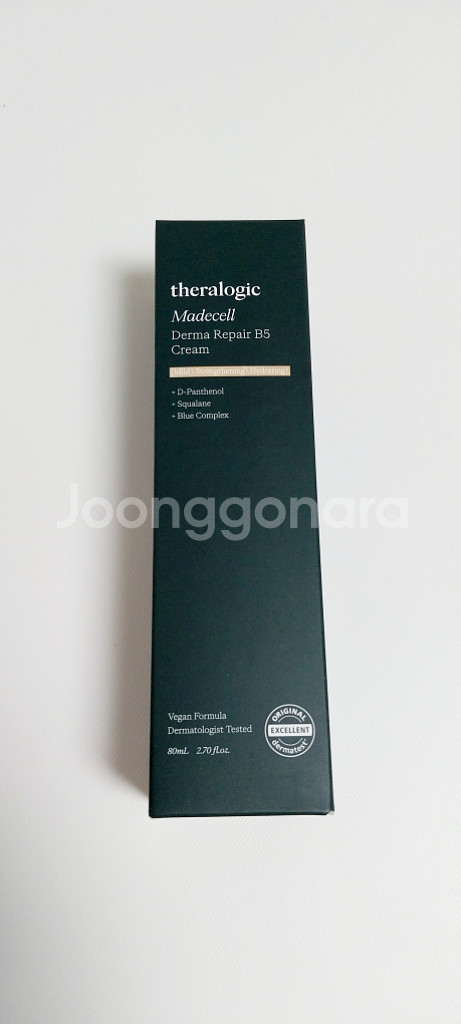 theralogic
Madecell
Derma Repair B5
Cream
Mild \ Strengthening \ Hydrating
+ D-Panthenol
+ Squalane
+ Blue Complex
Joonggonara
Vegan Formula
Dermatologist Tested
80mL 2.70 fl.oz.
ORIGINAL
EXCELLENT
dermatest